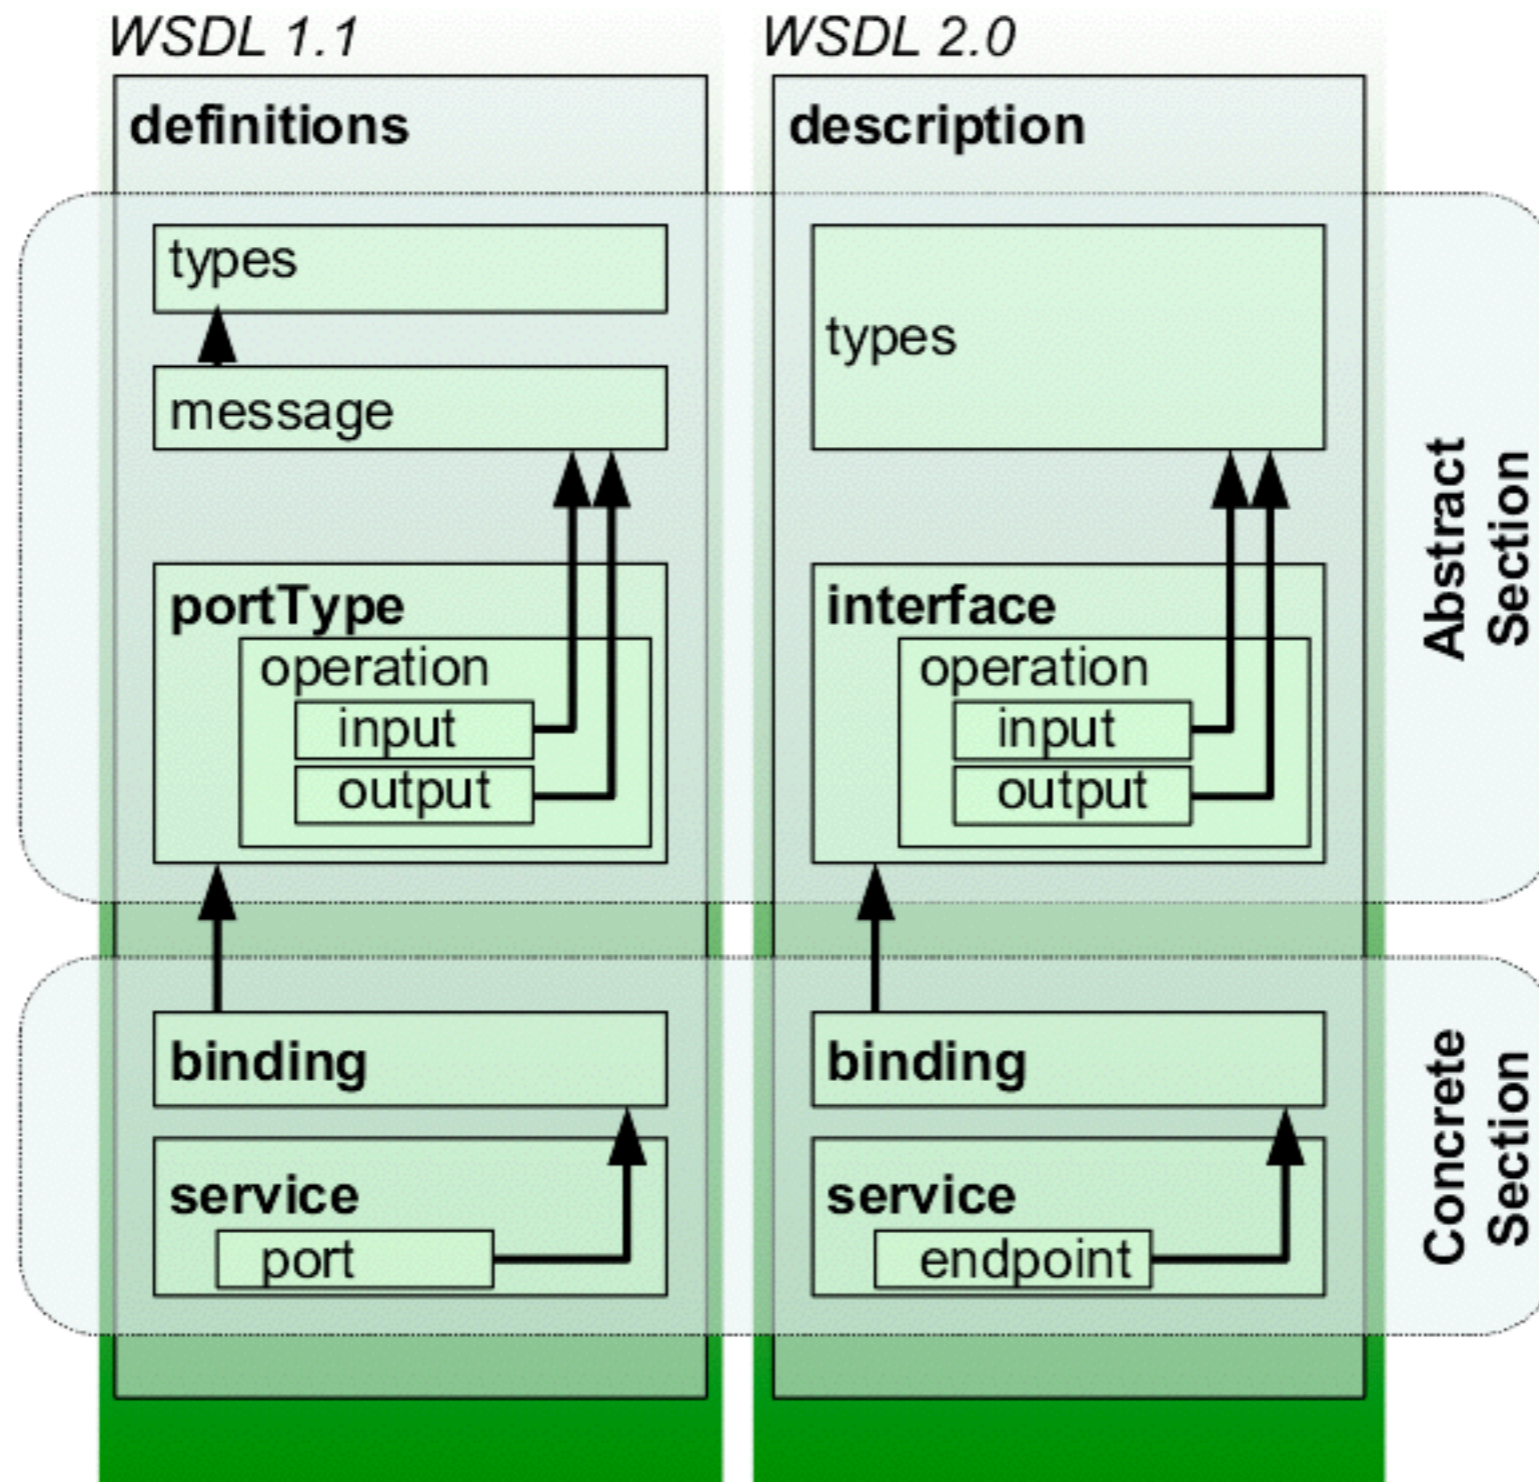 WSDL 1.1
definitions
types
message
portType
operation
input
output
binding
service
port
WSDL 2.0
description
types
interface
operation
input
output
binding
service
endpoint
Abstract
Section
Concrete
Section